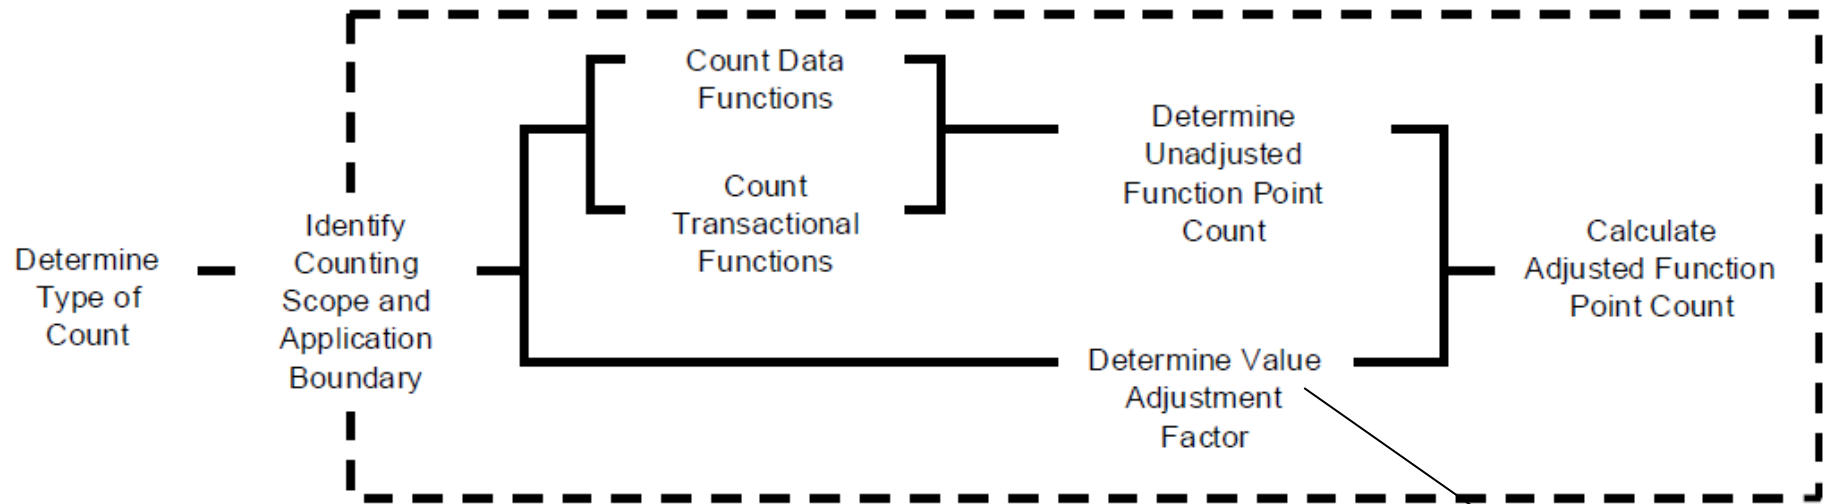 Determine
Type of
Count
Identify
Counting
Scope and
Application
Boundary
Count Data
Functions
Count
Transactional
Functions
Determine
Unadjusted
Function Point
Count
Determine Value
Adjustment
Factor
Calculate
Adjusted Function
Point Count